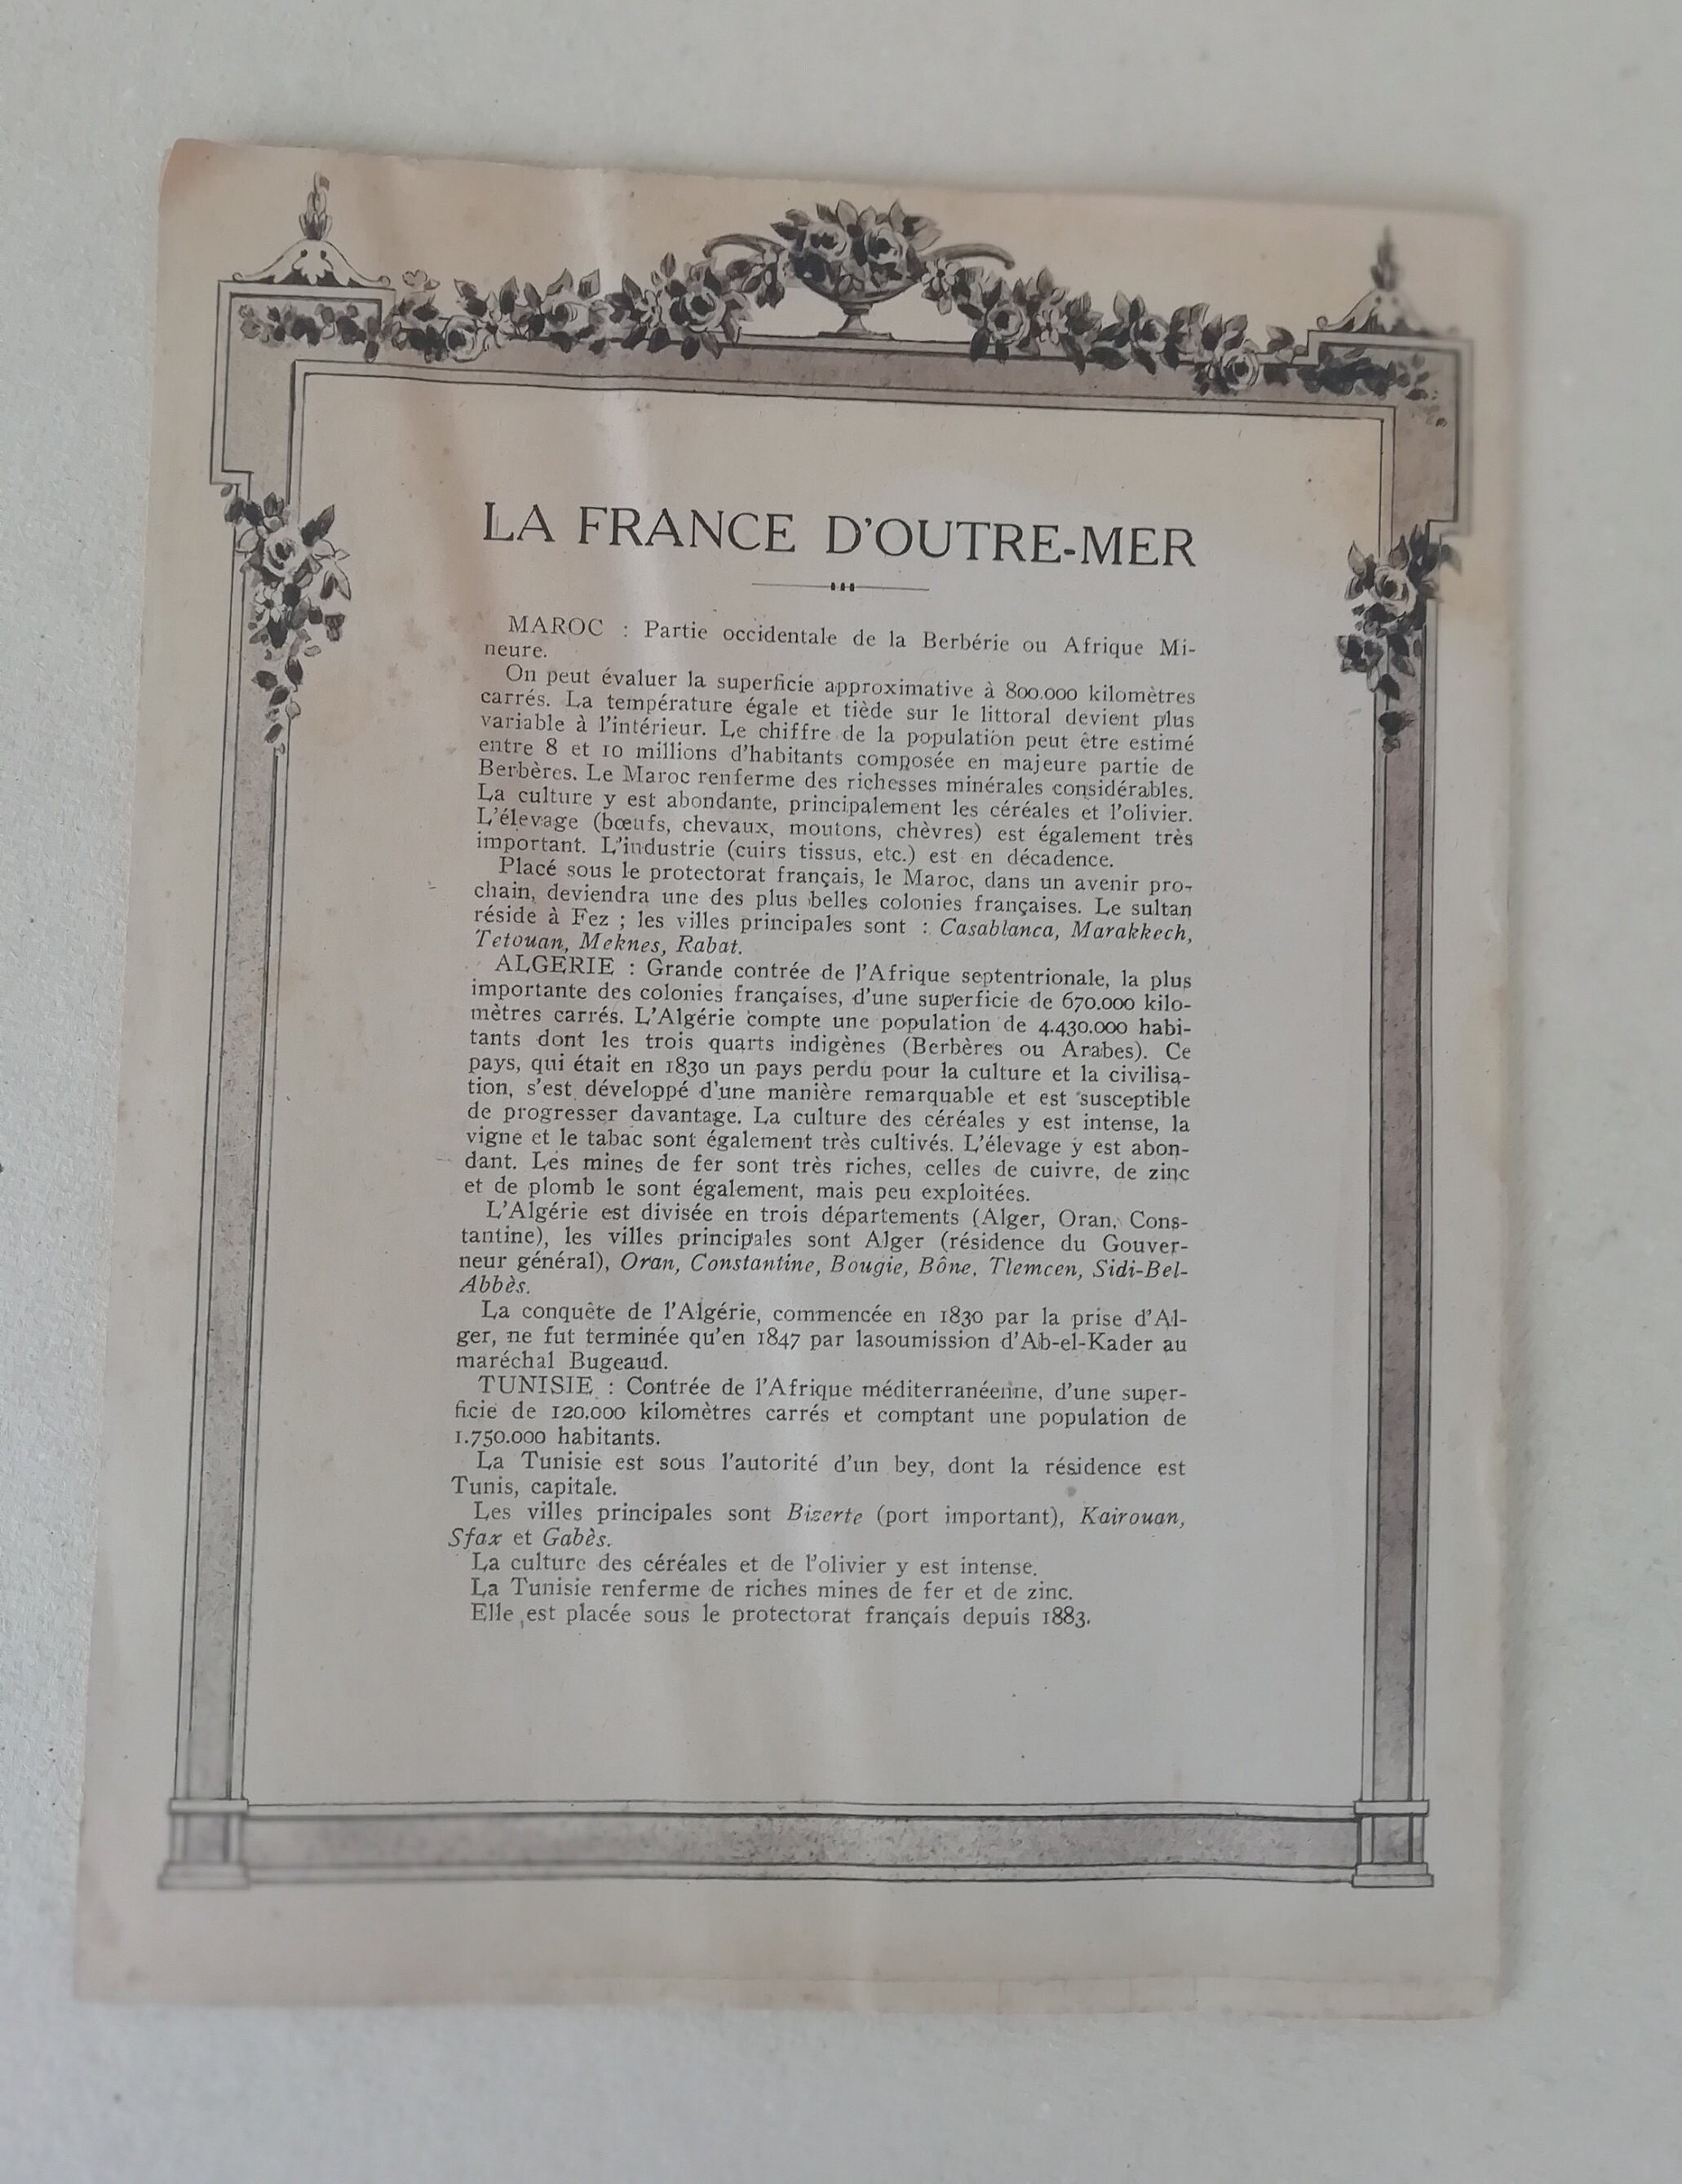 LA FRANCE D'OUTRE-MER
MAROC : Partie occidentale de la Berbérie ou Afrique Mi-
neure.
On peut évaluer la superficie approximative à 800.000 kilomètres
carrés. La température égale et tiède sur le littoral devient plus
variable à l'intérieur. Le chiffre de la population peut être estimé
entre 8 et 10 millions d'habitants composée en majeure partie de
Berbères. Le Maroc renferme des richesses minérales considérables.
La culture y est abondante, principalement les céréales et l'olivier.
L'élevage (bœufs, chevaux, moutons, chèvres) est également très
important. L'industrie (cuirs tissus, etc.) est en décadence.
Placé sous le protectorat français, le Maroc, dans un avenir pro-
chain, deviendra une des plus belles colonies françaises. Le sultan
réside à Fez ; les villes principales sont : Casablanca, Marakkech,
Tetouan, Meknes, Rabat.
ALGERIE : Grande contrée de l'Afrique septentrionale, la plus
importante des colonies françaises, d'une superficie de 670.000 kilo-
mètres carrés. L'Algérie compte une population de 4.430.000 habi-
tants dont les trois quarts indigènes (Berbères ou Arabes). Ce
pays, qui était en 1830 un pays perdu pour la culture et la civilisa-
tion, s'est développé d'une manière remarquable et est susceptible
de progresser davantage. La culture des céréales y est intense, la
vigne et le tabac sont également très cultivés. L'élevage y est abon-
dant. Les mines de fer sont très riches, celles de cuivre, de zinc
et de plomb le sont également, mais peu exploitées.
L'Algérie est divisée en trois départements (Alger, Oran, Cons-
tantine), les villes principales sont Alger (résidence du Gouver-
neur général), Oran, Constantine, Bougie, Bône, Tlemcen, Sidi-Bel-
Abbès.
La conquête de l'Algérie, commencée en 1830 par la prise d'Al-
ger, ne fut terminée qu'en 1847 par lasoumission d'Ab-el-Kader au
maréchal Bugeaud.
TUNISIE : Contrée de l'Afrique méditerranéenne, d'une super-
ficie de 120.000 kilomètres carrés et comptant une population de
1.750.000 habitants.
La Tunisie est sous l'autorité d'un bey, dont la résidence est
Tunis, capitale.
Les villes principales sont Bizerte (port important), Kairouan,
Sfax et Gabès.
La culture des céréales et de l'olivier y est intense.
La Tunisie renferme de riches mines de fer et de zinc.
Elle est placée sous le protectorat français depuis 1883.